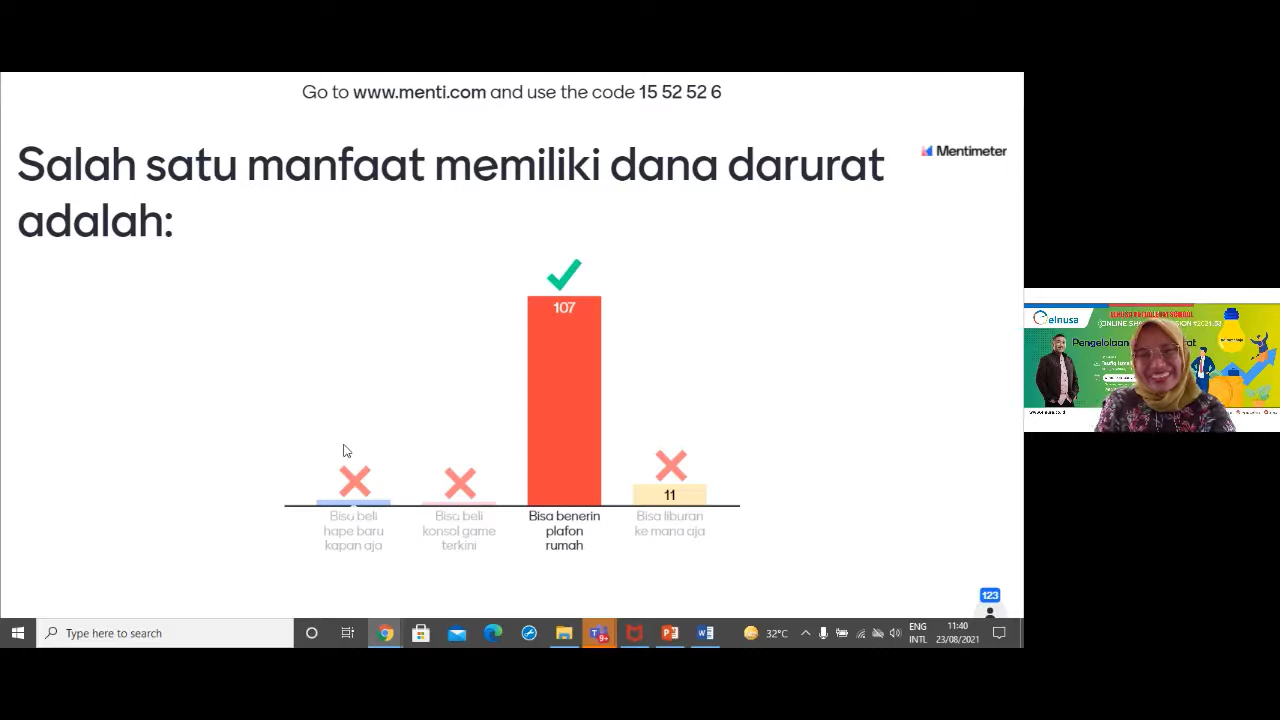 Go to www.menti.com and use the code 15 52 52 6
Salah satu manfaat memiliki dana darurat
adalah:
Mentimeter
107
11
Bisa beli
hape baru
kapan aja
Bisa beli
konsol game
terkini
Bisa benerin
plafon
rumah
Bisa liburan
ke mana aja
123
elnusa
Pengelolaan
Type here to search
9+
32°C
ENG
INTL
11:40
23/08/2021